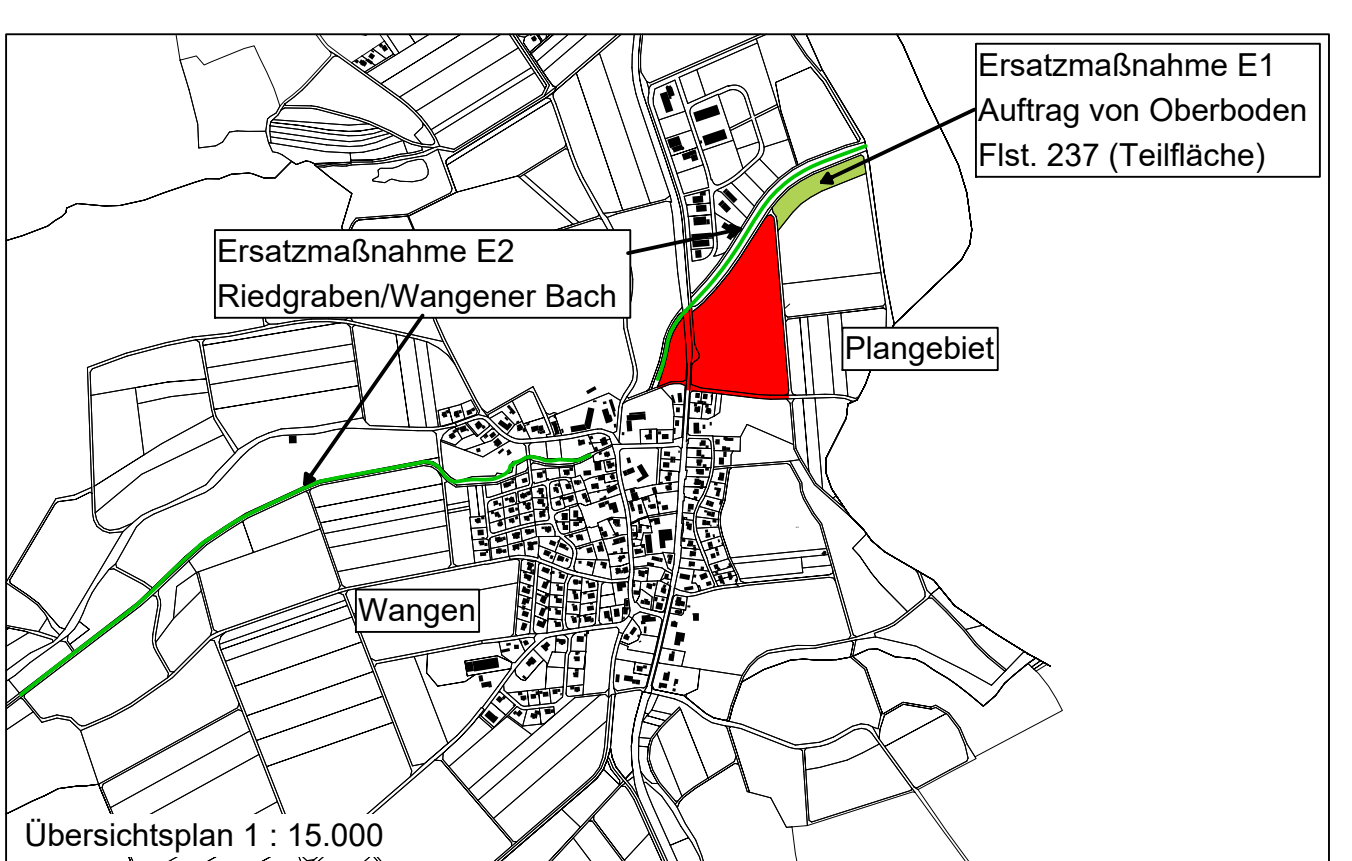 Ersatzmaßnahme E1
Auftrag von Oberboden
Flst. 237 (Teilfläche)
Ersatzmaßnahme E2
Riedgraben/Wangener Bach
Plangebiet
Wangen
Übersichtsplan 1 : 15.000